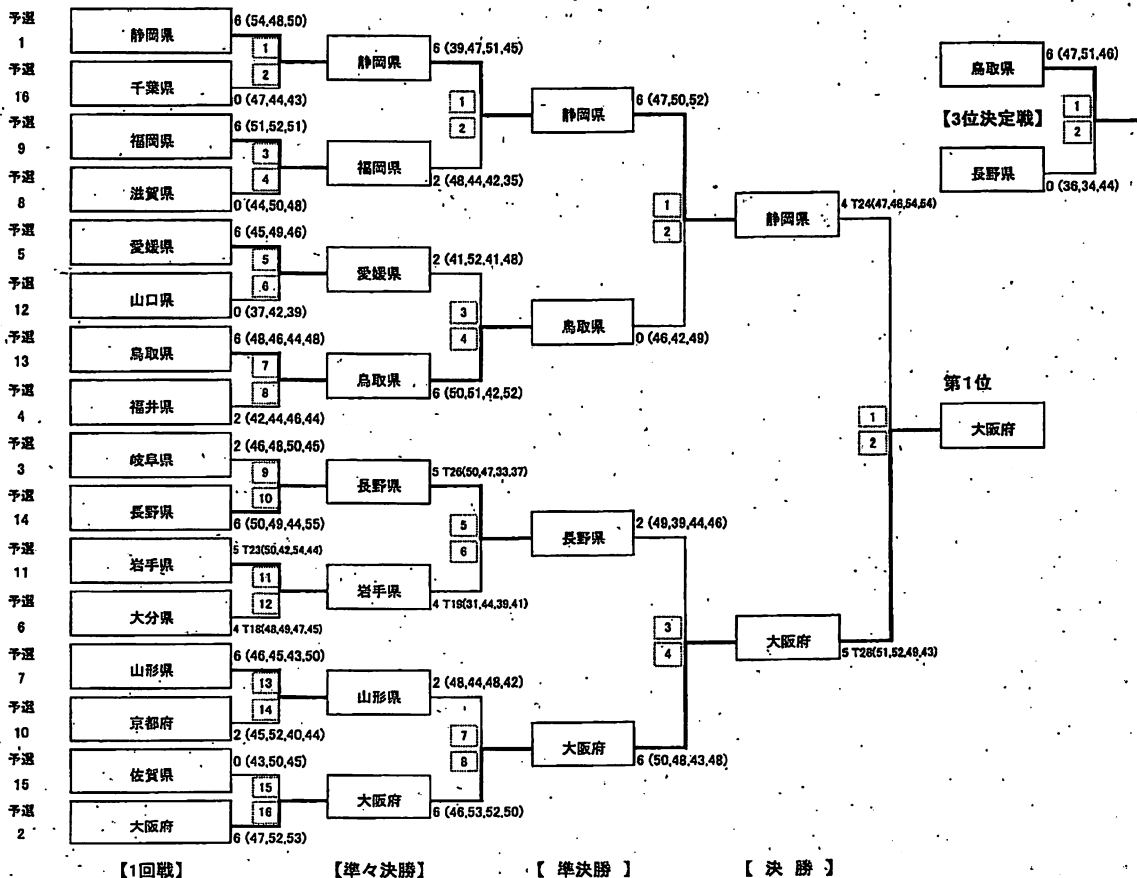 予選
1
静岡県
6 (54,48,50)
1
2
予選
16
千葉県
0 (47,44,43)
予選
9
福岡県
6 (51,52,51)
3
4
予選
8
滋賀県
0 (44,50,48)
予選
5
愛媛県
6 (45,49,46)
5
6
予選
12
山口県
0 (37,42,39)
予選
13
鳥取県
6 (48,46,44,48)
7
8
予選
4
福井県
2 (42,44,46,44)
予選
3
岐阜県
2 (46,48,50,45)
9
10
予選
14
長野県
6 (50,49,44,55)
予選
11
岩手県
5 T23(50,42,54,44)
11
12
予選
6
大分県
4 T18(48,49,47,45)
予選
7
山形県
6 (46,45,43,50)
13
14
予選
10
京都府
2 (45,52,40,44)
予選
15
佐賀県
0 (43,50,45)
15
16
予選
2
大阪府
6 (47,52,53)
【1回戦】
静岡県
6 (39,47,51,45)
1
2
福岡県
2 (48,44,42,35)
愛媛県
2 (41,52,41,48)
3
4
鳥取県
6 (50,51,42,52)
長野県
5 T26(50,47,33,37)
5
6
岩手県
4 T19(31,44,39,41)
山形県
2 (48,44,48,42)
7
8
大阪府
6 (46,53,52,50)
【準々決勝】
静岡県
6 (47,50,52)
1
2
鳥取県
0 (46,42,49)
長野県
2 (49,39,44,46)
3
4
大阪府
6 (50,48,43,48)
【 準決勝 】
静岡県
4 T24(47,48,54,54)
1
2
大阪府
5 T28(51,52,49,43)
【 決 勝 】
第1位
大阪府
鳥取県
6 (47,51,46)
【3位決定戦】
1
2
長野県
0 (36,34,44)